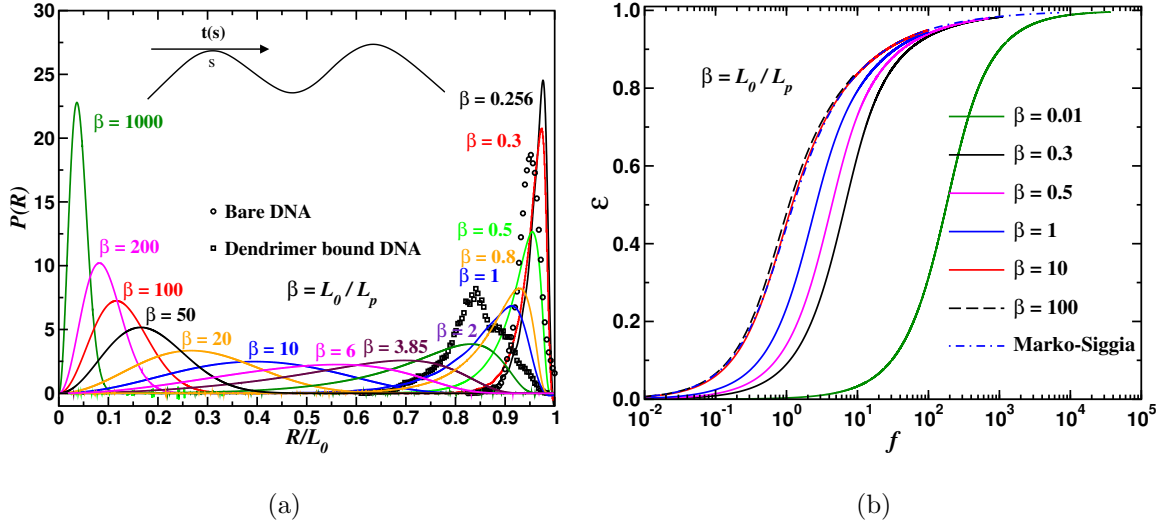 (a)
t(s)
s
β = 1000
β = 0.256
β = 0.3
Bare DNA
Dendrimer bound DNA
β = 200
β = 0.5
β = 0.8
β = 1
β = L₀ / Lₚ
β = 100
β = 50
β = 20
β = 10
β = 6
β = 3.85
β = 2
P(R)
30
25
20
15
10
5
0
0 0.1 0.2 0.3 0.4 0.5 0.6 0.7 0.8 0.9 1
R/L₀
(a)
(b)
β = L₀ / Lₚ
β = 0.01
β = 0.3
β = 0.5
β = 1
β = 10
β = 100
Marko-Siggia
ε
1.0
0.8
0.6
0.4
0.2
0.0
10⁻² 10⁻¹ 10⁰ 10¹ 10² 10³ 10⁴ 10⁵
f
(b)